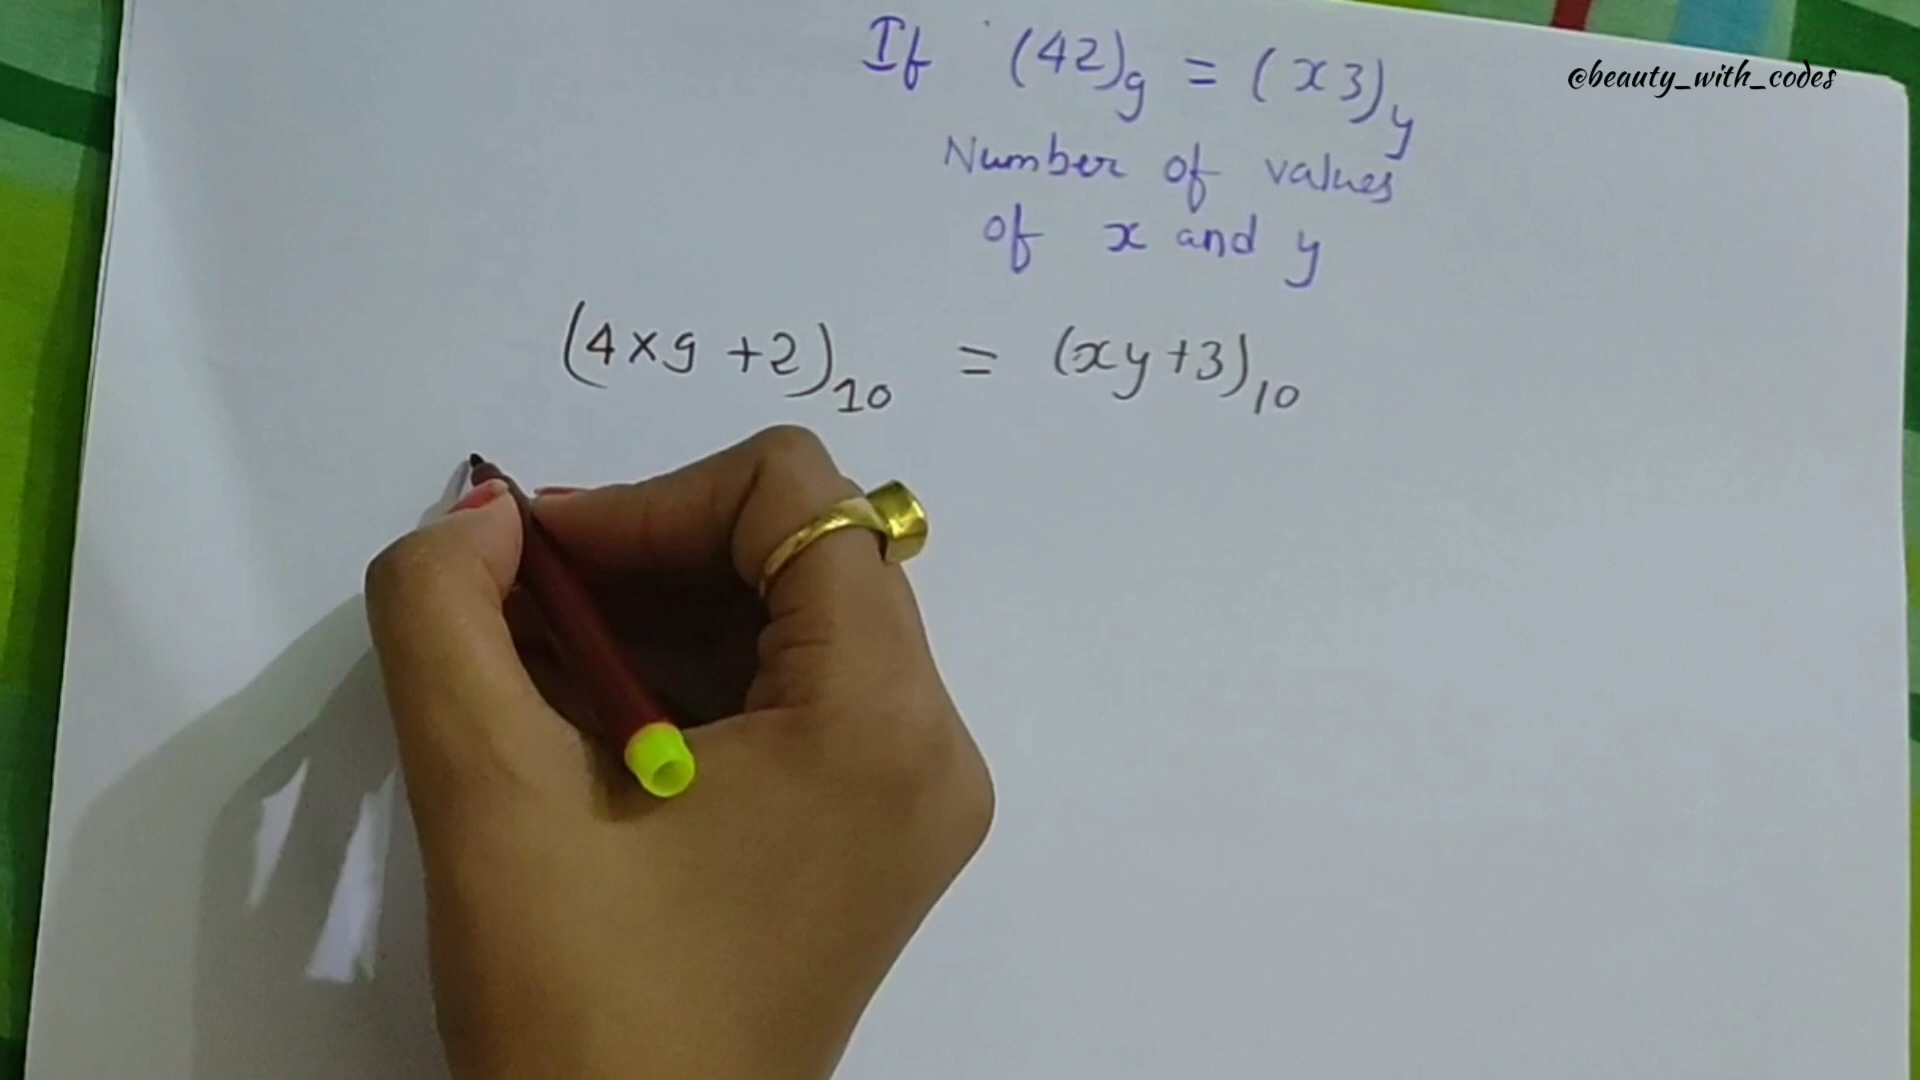 If (42)9 = (x3)y
@beauty_with_codes
Number of values
of x and y
(4×9+2)10 = (xy+3)10